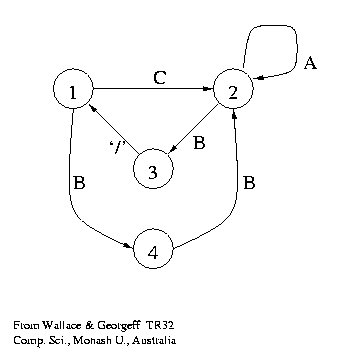 C
A
1
2
B
'/'
3
B
B
4
From Wallace & Georgeff TR32
Comp. Sci., Monash U., Australia